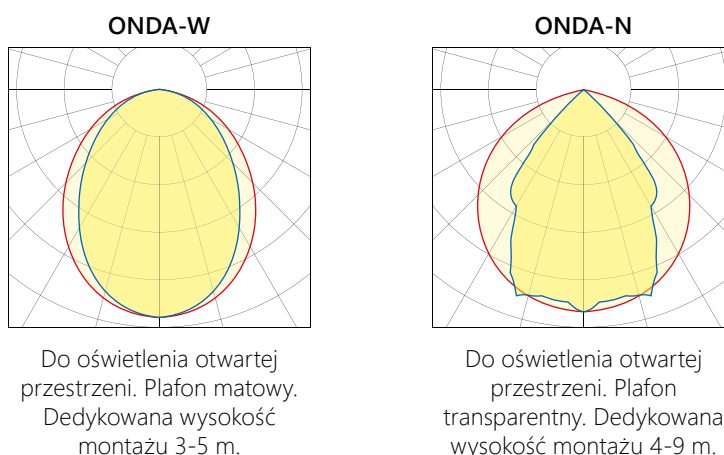 ONDA-W
Do oświetlenia otwartej
przestrzeni. Plafon matowy.
Dedykowana wysokość
montażu 3-5 m.
ONDA-N
Do oświetlenia otwartej
przestrzeni. Plafon
transparentny. Dedykowana
wysokość montażu 4-9 m.